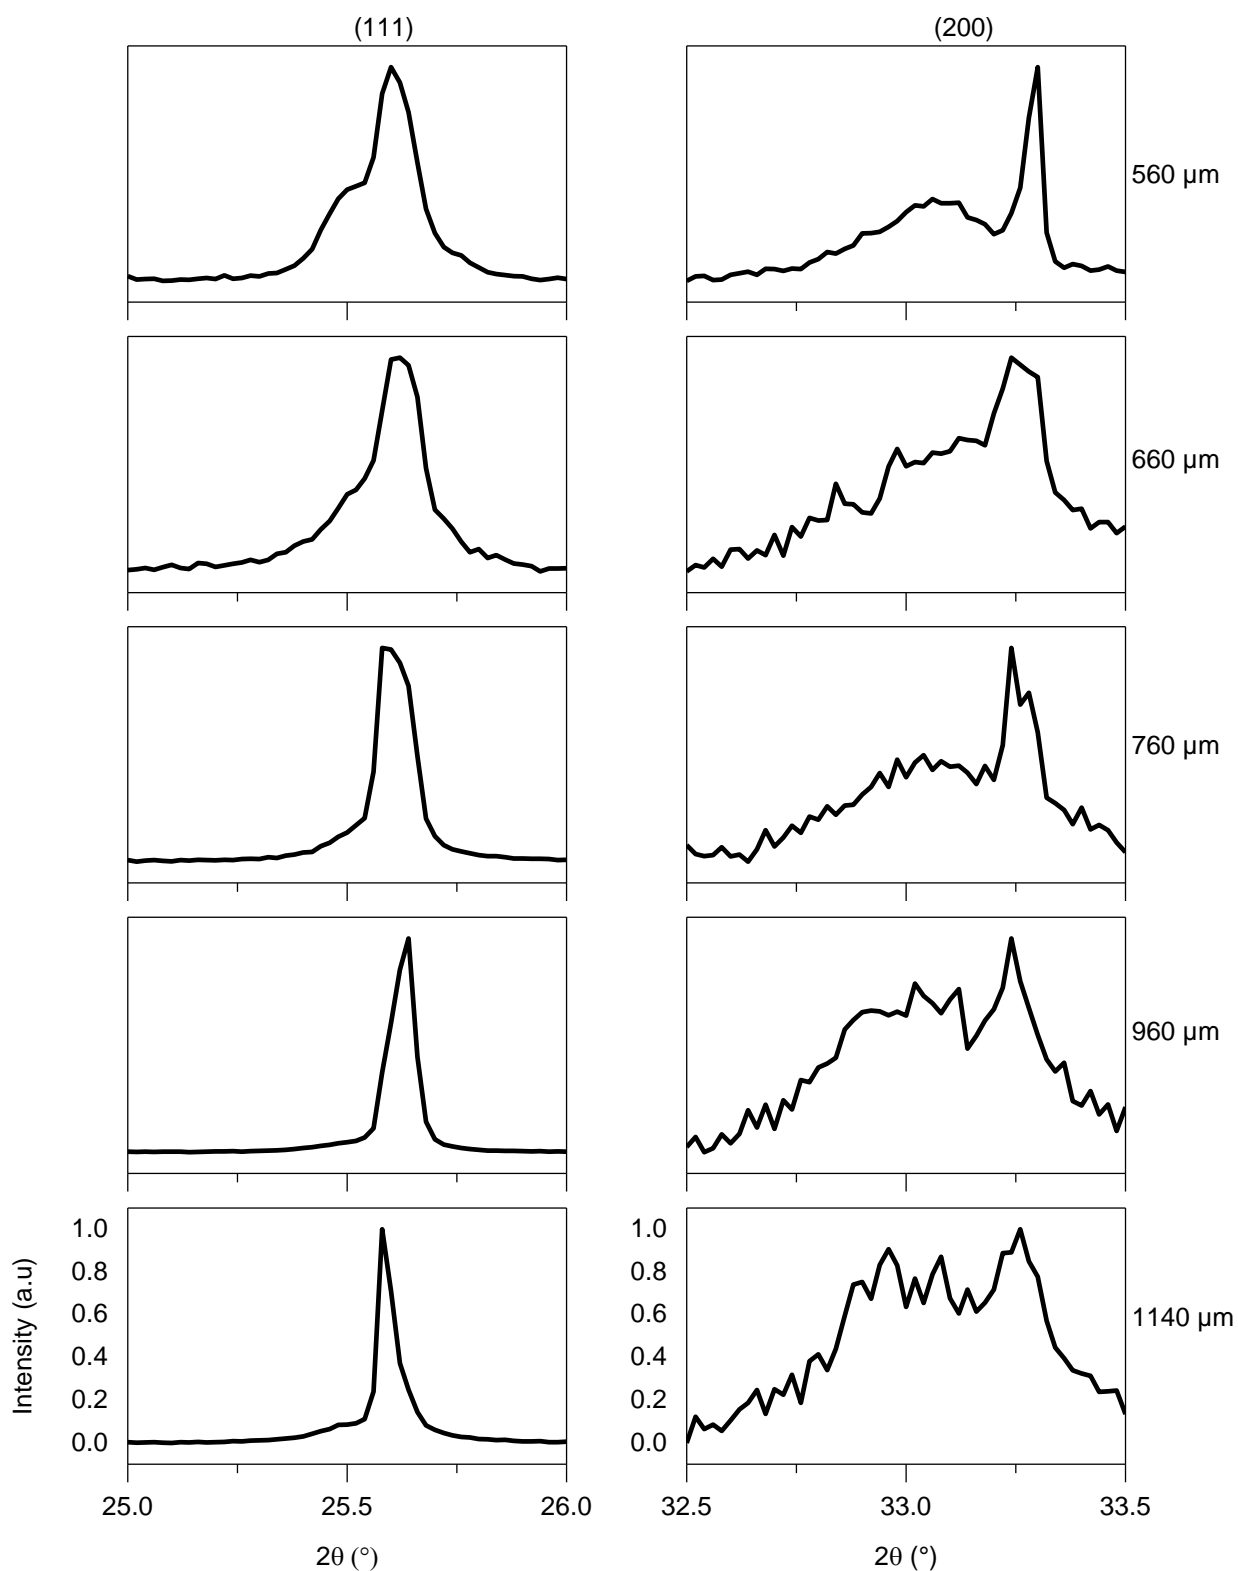 (111) (200)
560 µm
660 µm
760 µm
960 µm
1.0 1.0
0.8 0.8
0.6 0.6
1140 µm
0.4 0.4
0.2 0.2
0.0 0.0
Intensity (a.u)
25.0 25.5 26.0 32.5 33.0 33.5
2θ (°) 2θ (°)